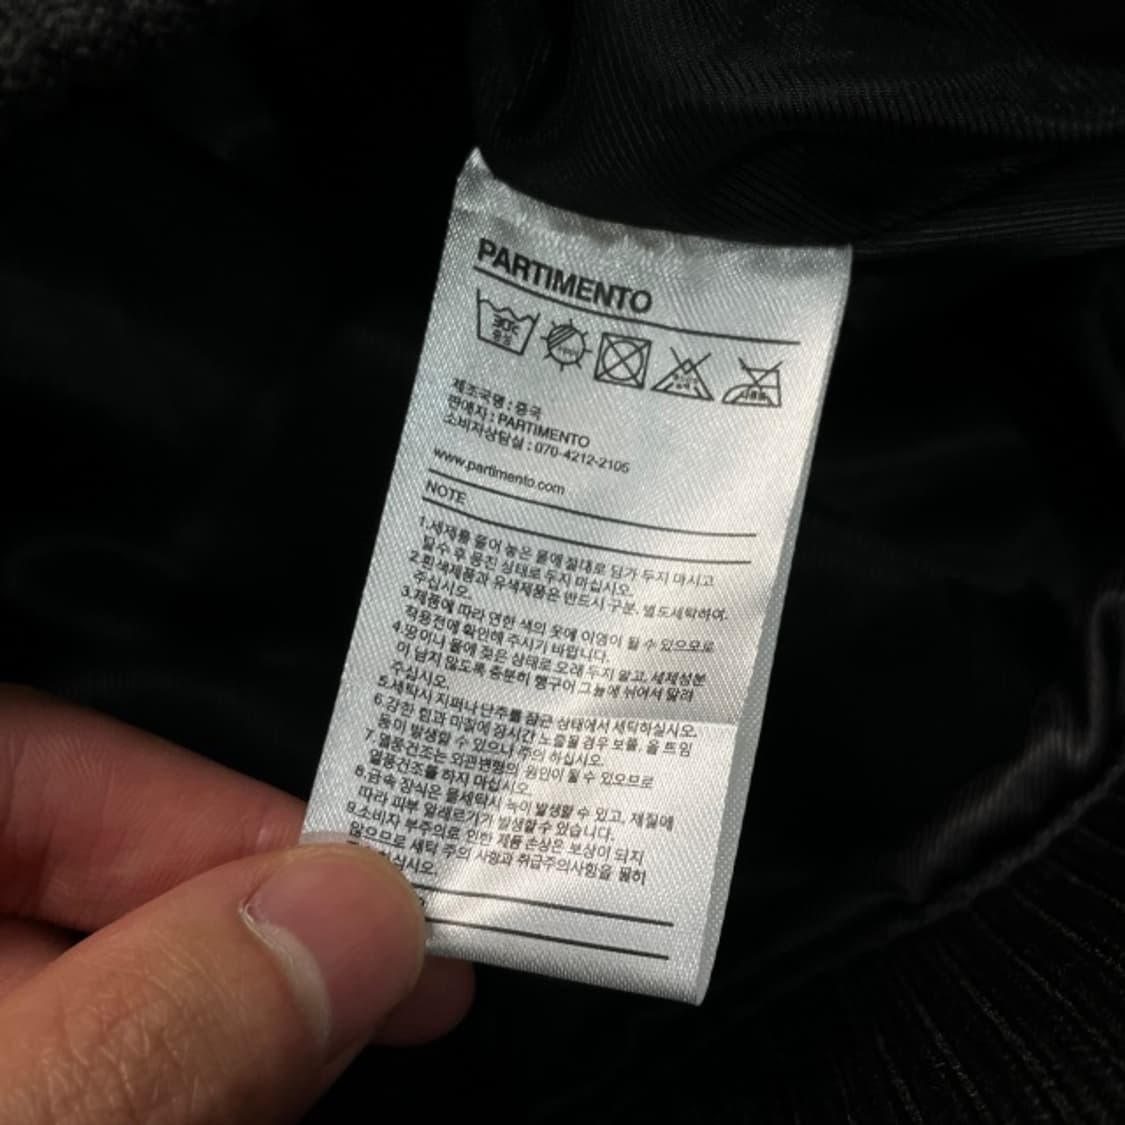 PARTIMENTO
30℃
중성
제조국명 : 중국
판매자 : PARTIMENTO
소비자상담실 : 070-4212-2105
www.partimento.com
NOTE
1.세제를 풀어 놓은 물에 절대로 담가 두지 마시고
탈수 후 뭉친 상태로 두지 마십시오.
2.흰색제품과 유색제품은 반드시 구분, 별도세탁하여.
주십시오.
3.제품에 따라 연한 색의 옷에 이염이 될 수 있으므로
착용전에 확인해 주시기 바랍니다.
4.땀이나 물에 젖은 상태로 오래 두지 말고, 세제성분
이 남지 않도록 충분히 헹구어 그늘에 뉘어서 말려
주십시오.
5.세탁시 지퍼나 단추를 잠근 상태에서 세탁하십시오.
6.강한 힘과 마찰에 장시간 노출될 경우 보풀, 올 트임
등이 발생할 수 있으니 주의 하십시오.
7.열풍건조는 외관변형의 원인이 될 수 있으므로
열풍건조를 하지 마십시오.
8.금속 장식은 물세탁시 녹이 발생할 수 있고, 재질에
따라 피부 알레르기가 발생할 수 있습니다.
9.소비자 부주의로 인한 제품 손상은 보상이 되지
않으므로 세탁 주의 사항과 취급주의사항을 필히
하십시오.